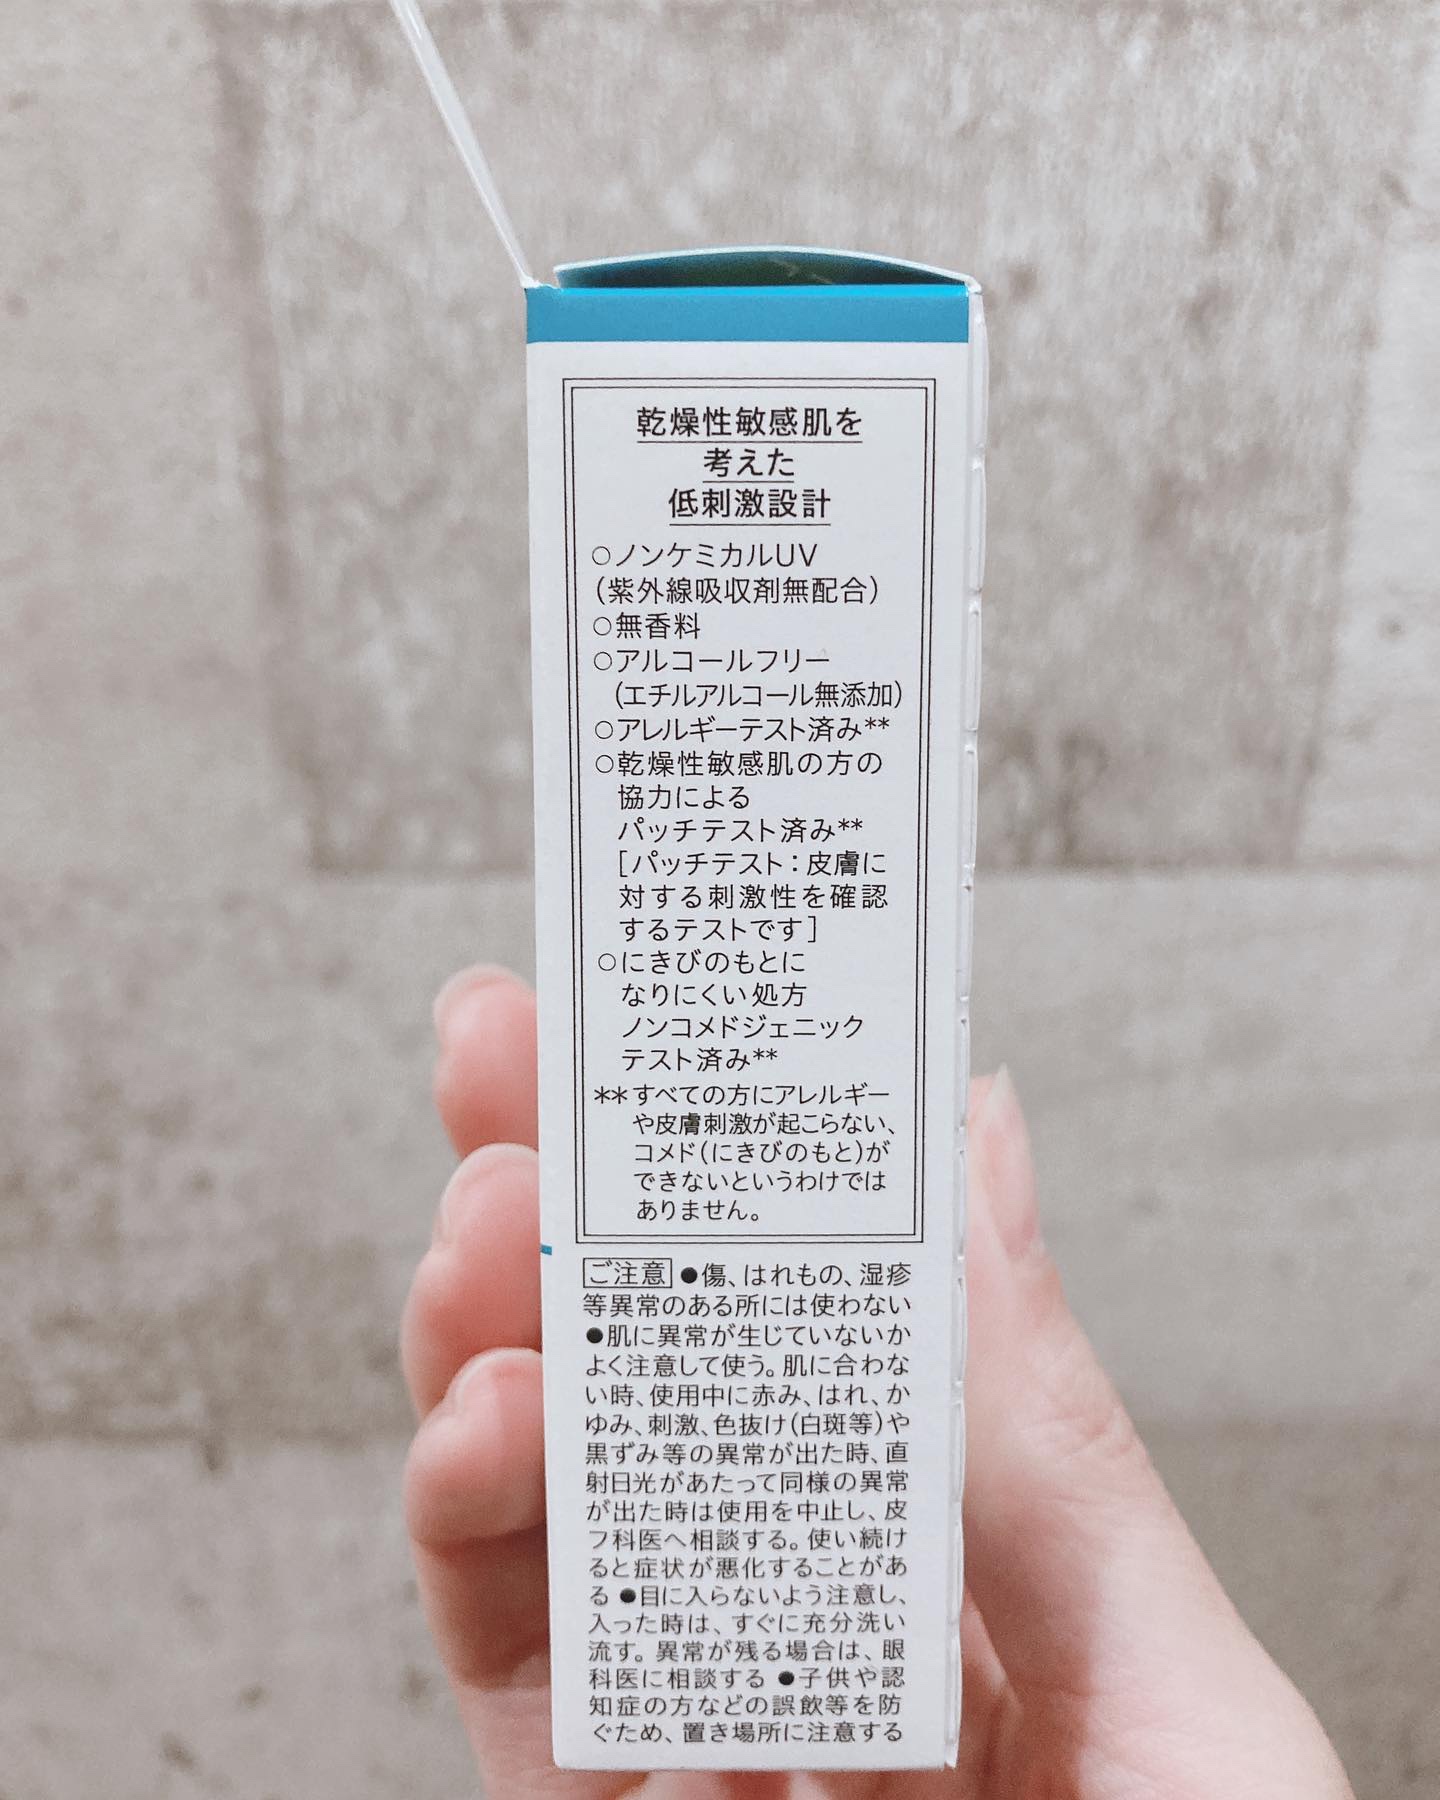 乾燥性敏感肌を
考えた
低刺激設計
○ノンケミカルUV
(紫外線吸収剤無配合)
○無香料
○アルコールフリー
(エチルアルコール無添加)
○アレルギーテスト済み**
○乾燥性敏感肌の方の
協力による
パッチテスト済み**
[パッチテスト：皮膚に
対する刺激性を確認
するテストです]
○にきびのもとに
なりにくい処方
ノンコメドジェニック
テスト済み**
**すべての方にアレルギー
や皮膚刺激が起こらない、
コメド(にきびのもと)が
できないというわけでは
ありません。
ご注意 ●傷、はれもの、湿疹
等異常のある所には使わない
●肌に異常が生じていないか
よく注意して使う。肌に合わな
い時、使用中に赤み、はれ、か
ゆみ、刺激、色抜け(白斑等)や
黒ずみ等の異常が出た時、直
射日光があたって同様の異常
が出た時は使用を中止し、皮
フ科医へ相談する。使い続け
ると症状が悪化することがあ
る ●目に入らないよう注意し、
入った時は、すぐに充分洗い
流す。異常が残る場合は、眼
科医に相談する ●子供や認
知症の方などの誤飲等を防
ぐため、置き場所に注意する